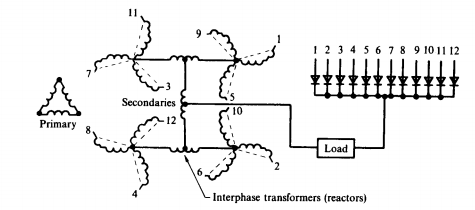 11
9
1
1 2 3 4 5 6 7 8 9 10 11 12
7
3
5
Secondaries
10
Primary
8
12
Load
2
6
4
Interphase transformers (reactors)